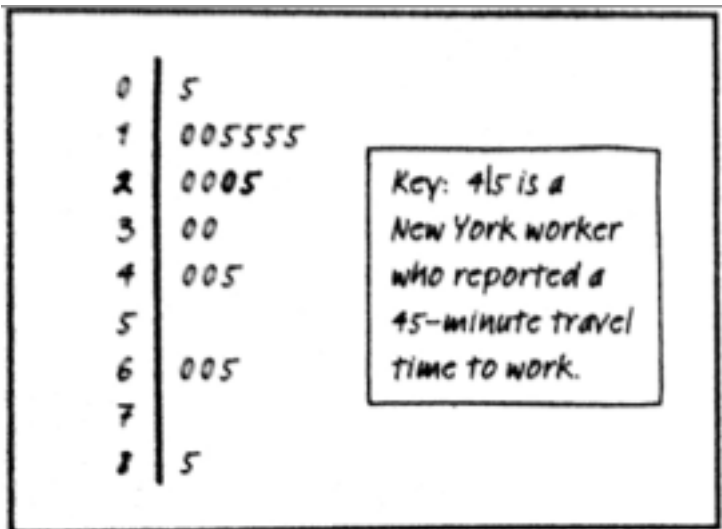 0 | 5
1 | 005555
2 | 0005
3 | 00
4 | 005
5 |
6 | 005
7 |
8 | 5
Key: 4|5 is a
New York worker
who reported a
45-minute travel
time to work.